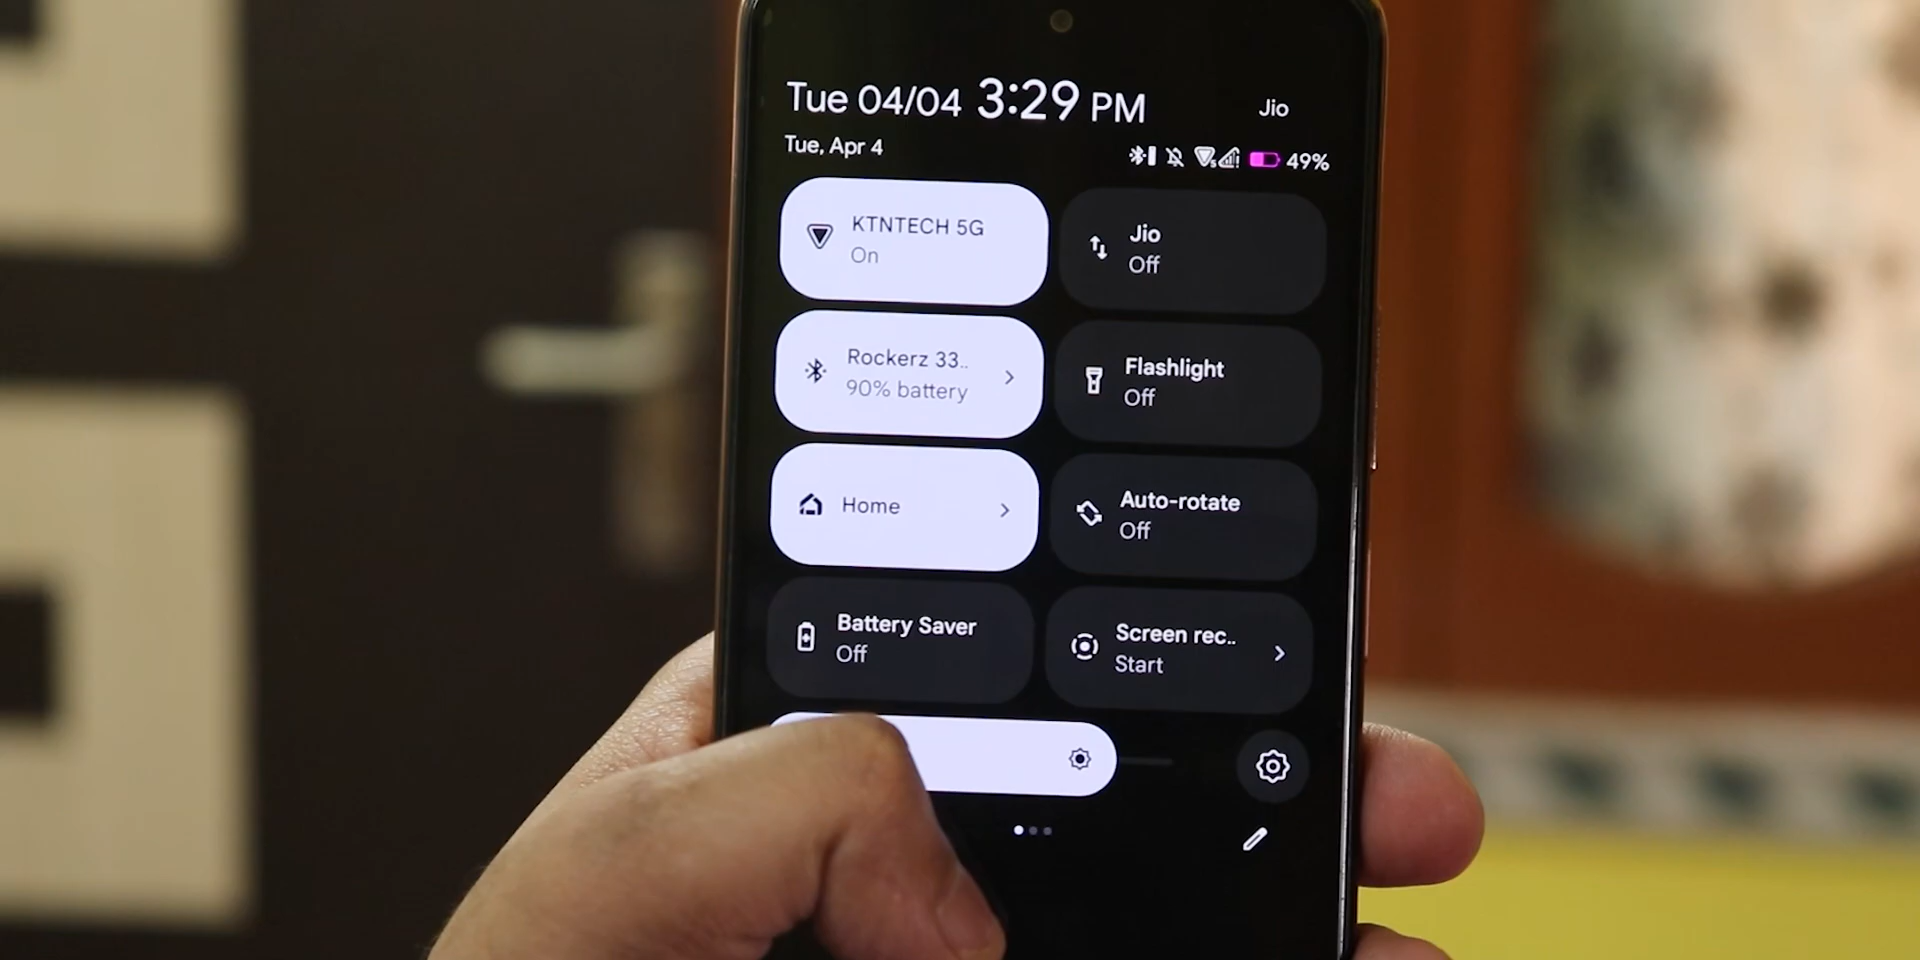 Tue 04/04 3:29 PM
Jio
Tue, Apr 4
49%
KTNTECH 5G
On
Jio
Off
Rockerz 33..
90% battery
Flashlight
Off
Home
Auto-rotate
Off
Battery Saver
Off
Screen rec..
Start